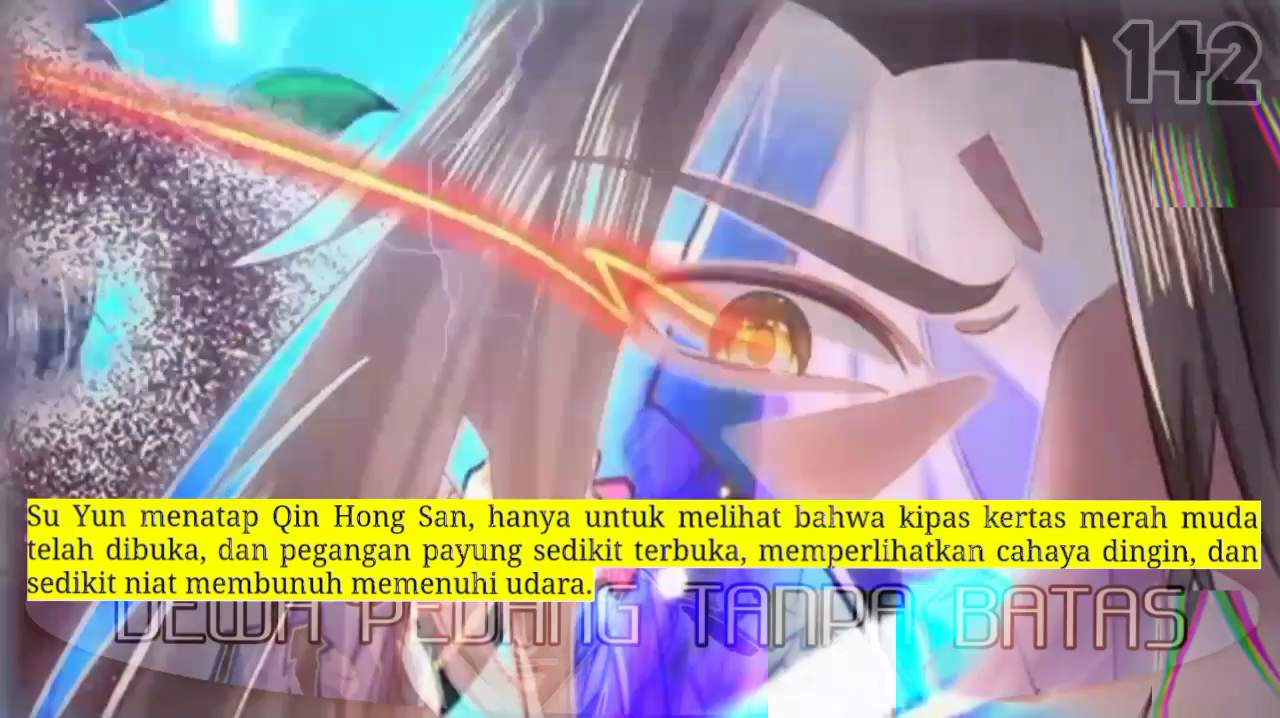 142
Su Yun menatap Qin Hong San, hanya untuk melihat bahwa kipas kertas merah muda
telah dibuka, dan pegangan payung sedikit terbuka, memperlihatkan cahaya dingin, dan
sedikit niat membunuh memenuhi udara.
DEWA PEDANG TANPA BATAS